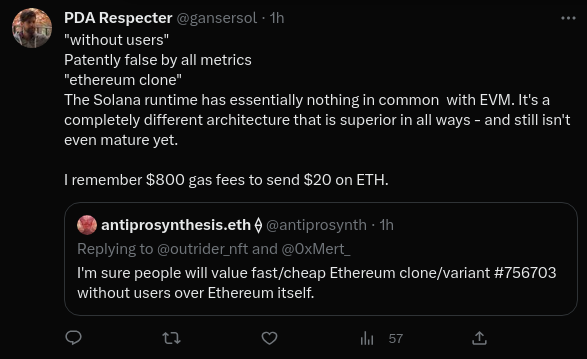 PDA Respecter @gansersol · 1h
"without users"
Patently false by all metrics
"ethereum clone"
The Solana runtime has essentially nothing in common  with EVM. It's a
completely different architecture that is superior in all ways - and still isn't
even mature yet.
I remember $800 gas fees to send $20 on ETH.
antiprosynthesis.eth @antiprosynth · 1h
Replying to @outrider_nft and @0xMert_
I'm sure people will value fast/cheap Ethereum clone/variant #756703
without users over Ethereum itself.
57